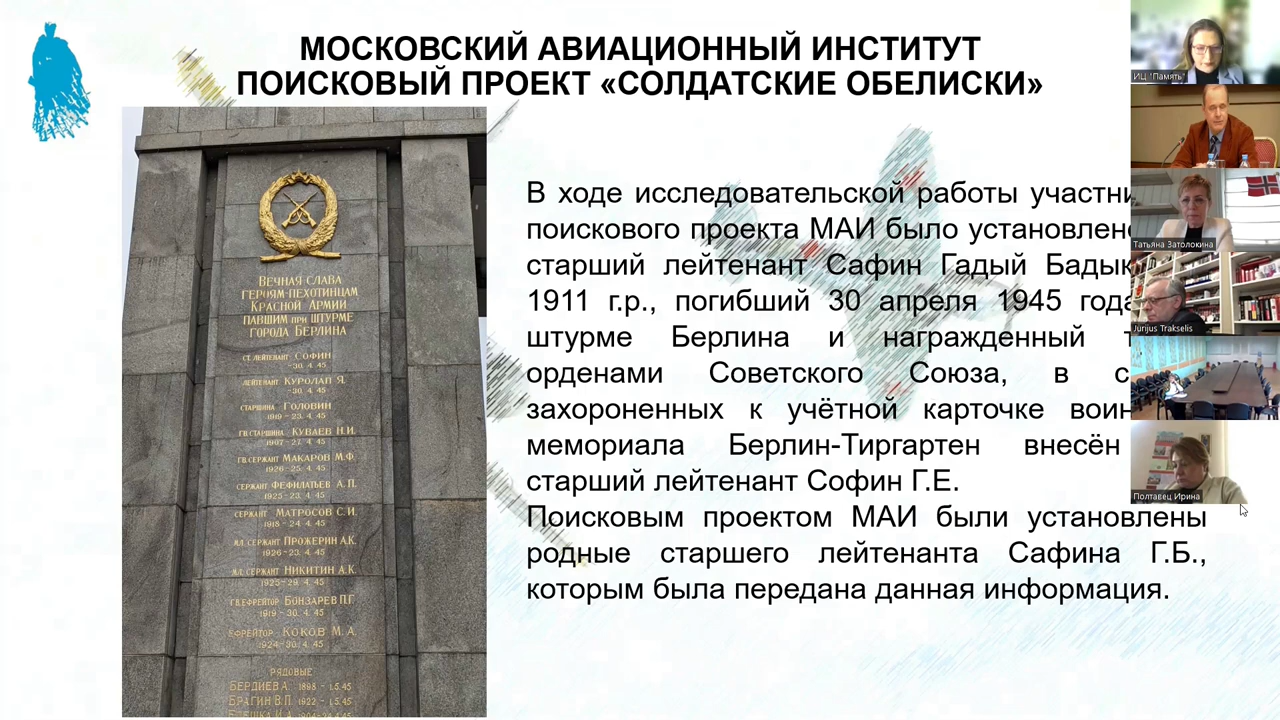 МОСКОВСКИЙ АВИАЦИОННЫЙ ИНСТИТУТ
ПОИСКОВЫЙ ПРОЕКТ «СОЛДАТСКИЕ ОБЕЛИСКИ»
ВЕЧНАЯ СЛАВА
ГЕРОЯМ-ПЕХОТИНЦАМ
КРАСНОЙ АРМИИ
ПАВШИМ ПРИ ШТУРМЕ
ГОРОДА БЕРЛИНА
СТ. ЛЕЙТЕНАНТ СОФИН
-30. 4. 45
ЛЕЙТЕНАНТ КУРОЛАП Я.
-30. 4. 45
СТАРШИНА ГОЛОВИН
1919 - 23. 4. 45
ГВ. СТАРШИНА КУВАЕВ Н.И.
1907-27. 4. 45
ГВ. СЕРЖАНТ МАКАРОВ М.Ф.
1926-25. 4. 45
СЕРЖАНТ ФЕФИЛАТЬЕВ А.П.
1925-23. 4. 45
СЕРЖАНТ МАТРОСОВ С.И.
1918 - 24. 4. 45
МЛ. СЕРЖАНТ ПРОЖЕРИН А.К.
1926-23. 4. 45
МЛ. СЕРЖАНТ НИКИТИН А.К.
1925-29. 4. 45
ГВ. ЕФРЕЙТОР БОНЗАРЕВ П.Г.
1919 - 30. 4. 45
ЕФРЕЙТОР КОКОВ М.А.
1924-30. 4. 45
РЯДОВЫЕ
БЕРДИЕВ А. 1898 - 1.5.45
БРАГИН В.П. 1922 - 1.5.45
В ходе исследовательской работы
поискового проекта МАИ было
старший лейтенант Сафин Гадый
1911 г.р., погибший 30 апреля 1945 года
штурме Берлина и награжденный
орденами Советского Союза, в
захороненных к учётной карточке
мемориала Берлин-Тиргартен внесён
старший лейтенант Софин Г.Е.
Поисковым проектом МАИ были установлены
родные старшего лейтенанта Сафина Г.Б.,
которым была передана данная информация.
ИЦ "Память"
Татьяна Затолокина
Jurijus Trakselis
Полтавец Ирина